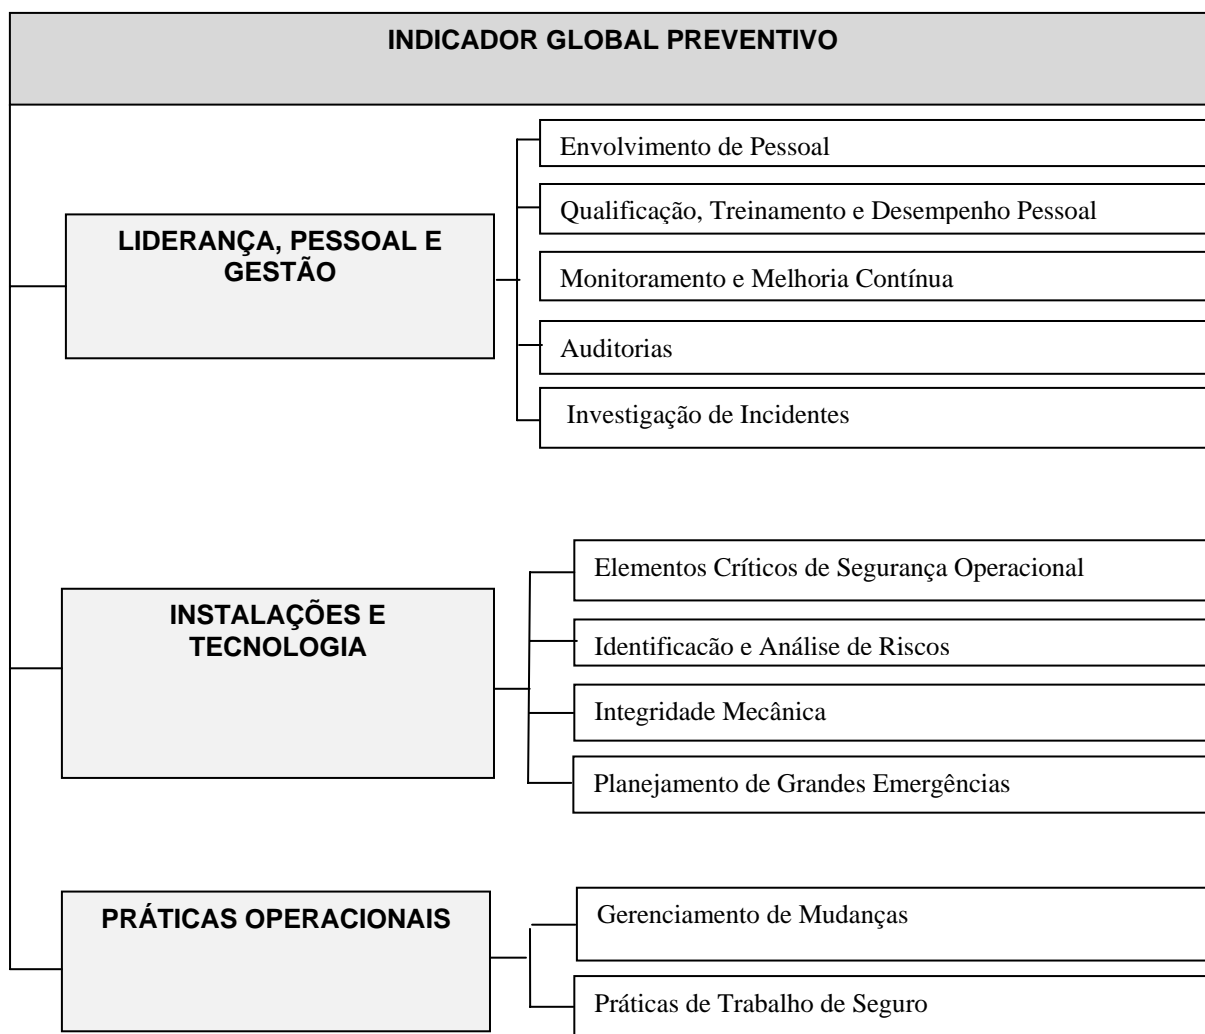 INDICADOR GLOBAL PREVENTIVO
LIDERANÇA, PESSOAL E
GESTÃO
Envolvimento de Pessoal
Qualificação, Treinamento e Desempenho Pessoal
Monitoramento e Melhoria Contínua
Auditorias
Investigação de Incidentes
INSTALAÇÕES E
TECNOLOGIA
Elementos Críticos de Segurança Operacional
Identificacão e Análise de Riscos
Integridade Mecânica
Planejamento de Grandes Emergências
PRÁTICAS OPERACIONAIS
Gerenciamento de Mudanças
Práticas de Trabalho de Seguro